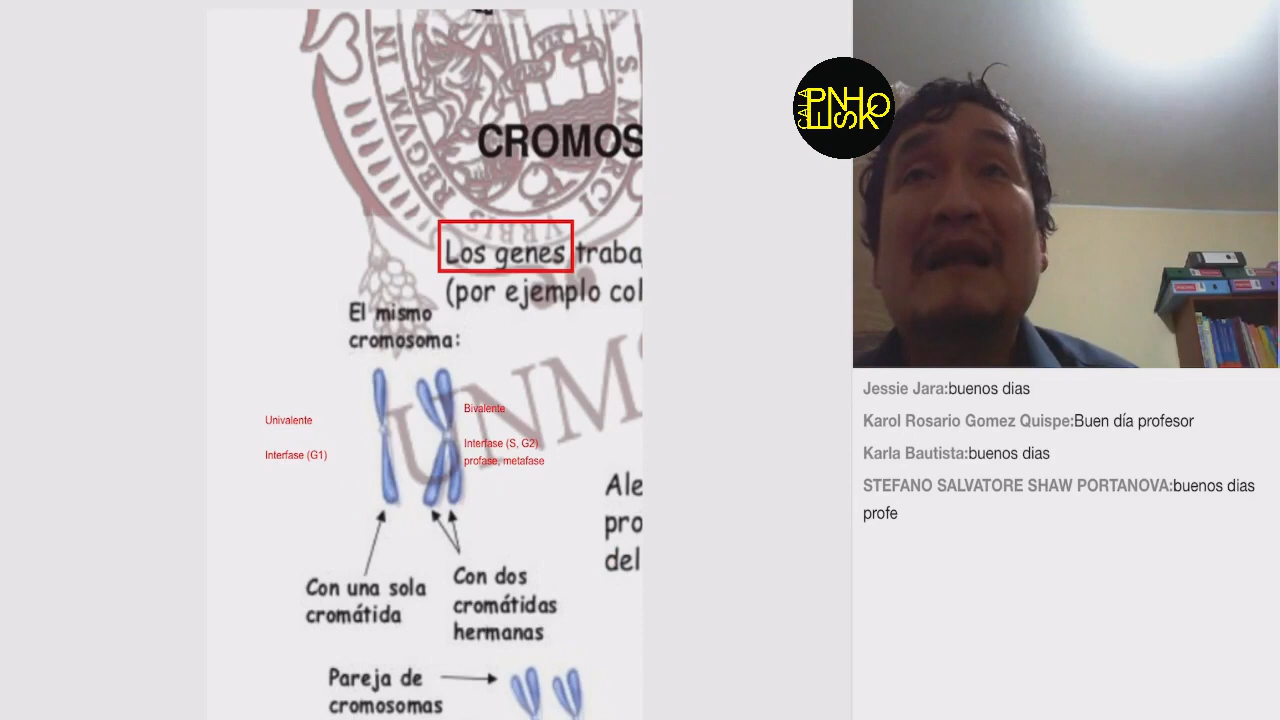 CROMOS
Los genes traba
(por ejemplo col
El mismo
cromosoma:
Univalente
Interfase (G1)
Bivalente
Interfase (S, G2)
profase, metafase
UNMS
Ale
pro
del
Con una sola
cromátida
Con dos
cromátidas
hermanas
Pareja de
cromosomas
Jessie Jara:buenos dias
Karol Rosario Gomez Quispe:Buen día profesor
Karla Bautista:buenos dias
STEFANO SALVATORE SHAW PORTANOVA:buenos dias
profe